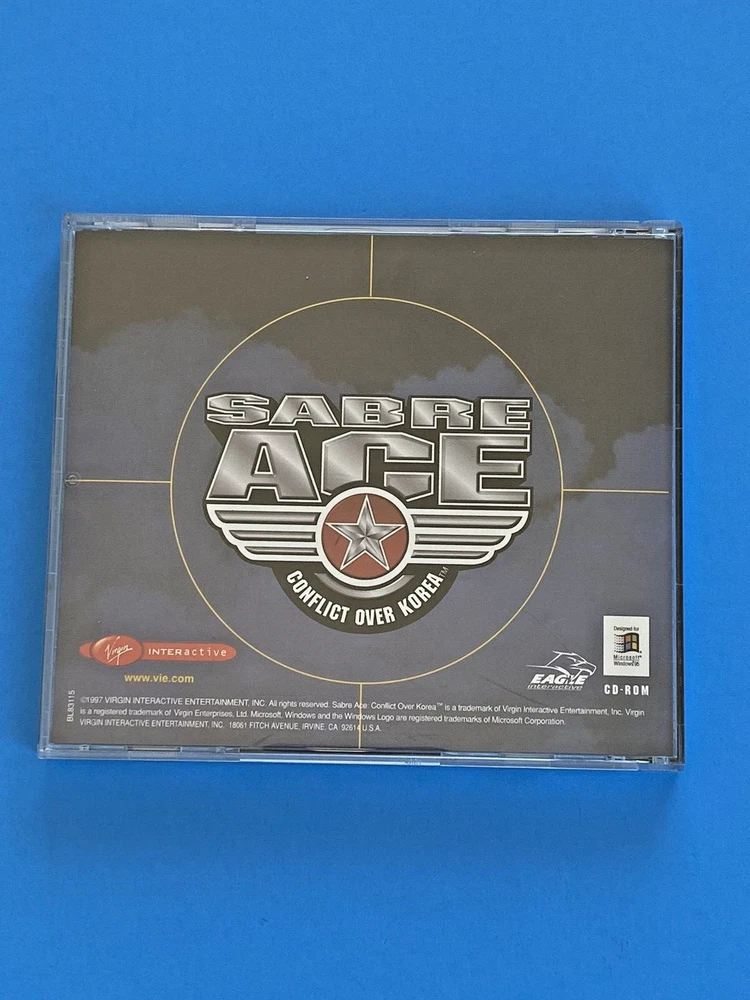 SABRE
ACE
CONFLICT OVER KOREA™
Virgin INTERactive
www.vie.com
EAGLE
interactive
Designed for
Microsoft®
Windows 95
CD-ROM
BL83115
©1997 VIRGIN INTERACTIVE ENTERTAINMENT, INC. All rights reserved. Sabre Ace: Conflict Over Korea™ is a trademark of Virgin Interactive Entertainment, Inc. Virgin
is a registered trademark of Virgin Enterprises, Ltd. Microsoft, Windows and the Windows Logo are registered trademarks of Microsoft Corporation.
VIRGIN INTERACTIVE ENTERTAINMENT, INC. 18061 FITCH AVENUE, IRVINE, CA 92614 U.S.A.